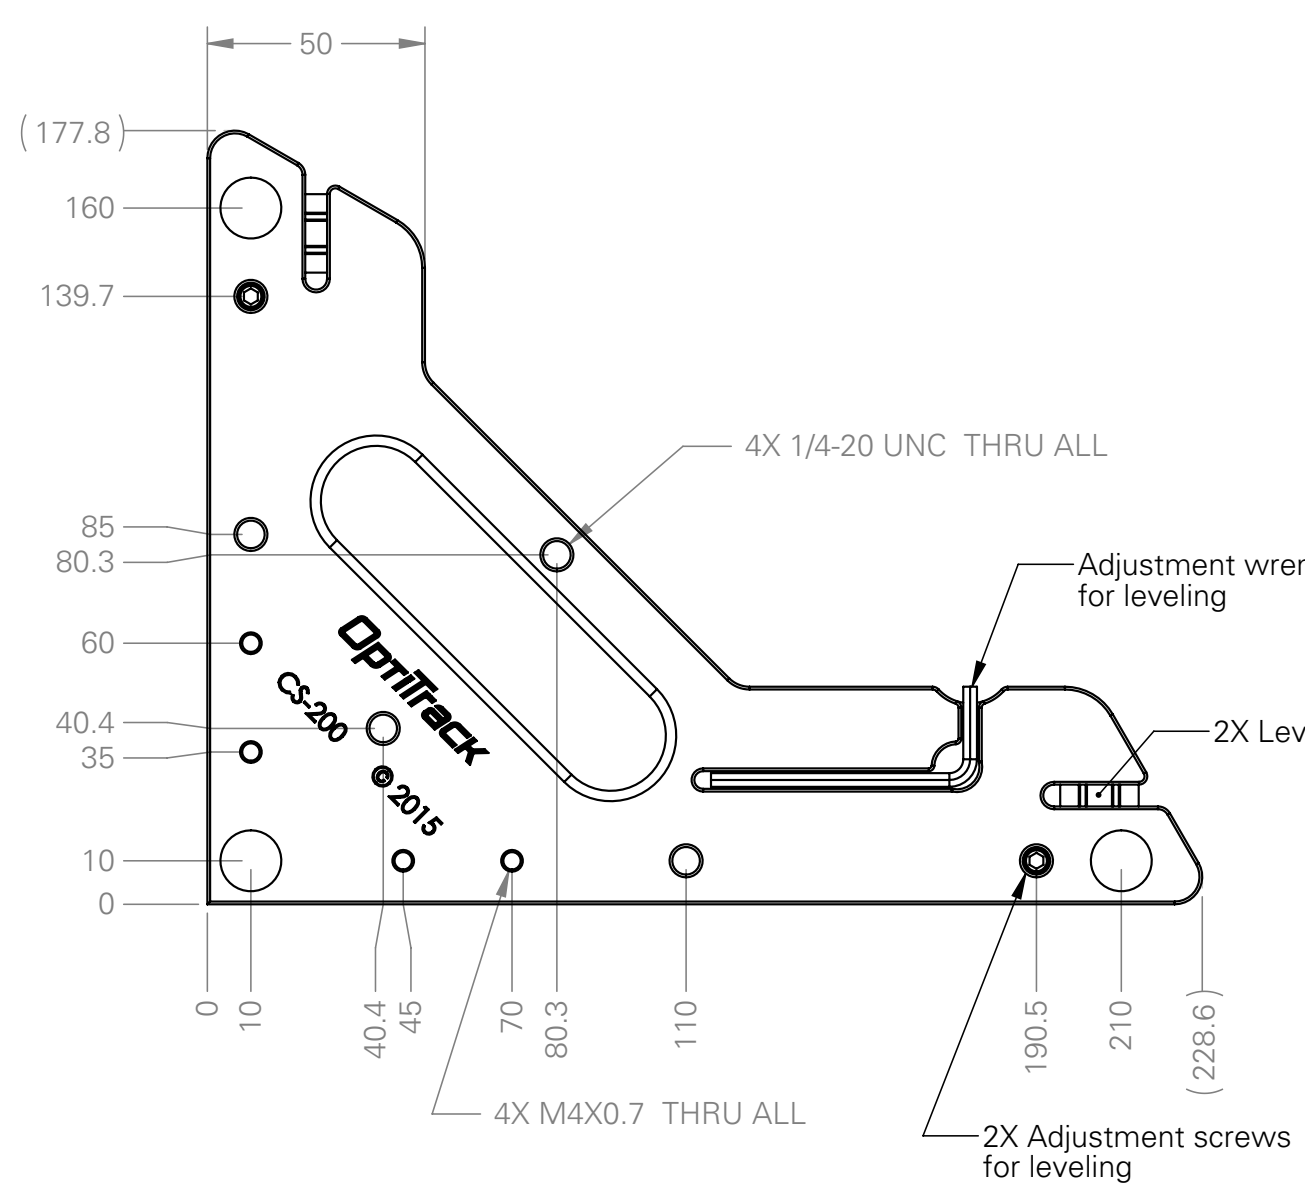 50
( 177.8 )
160
139.7
4X 1/4-20 UNC THRU ALL
85
80.3
Adjustment
for leveling
60
OptiTrack
CS-200
40.4
35
2X
© 2015
10
0
0
10
40.4
45
70
80.3
110
190.5
210
( 228.6 )
4X M4X0.7 THRU ALL
2X Adjustment screws
for leveling